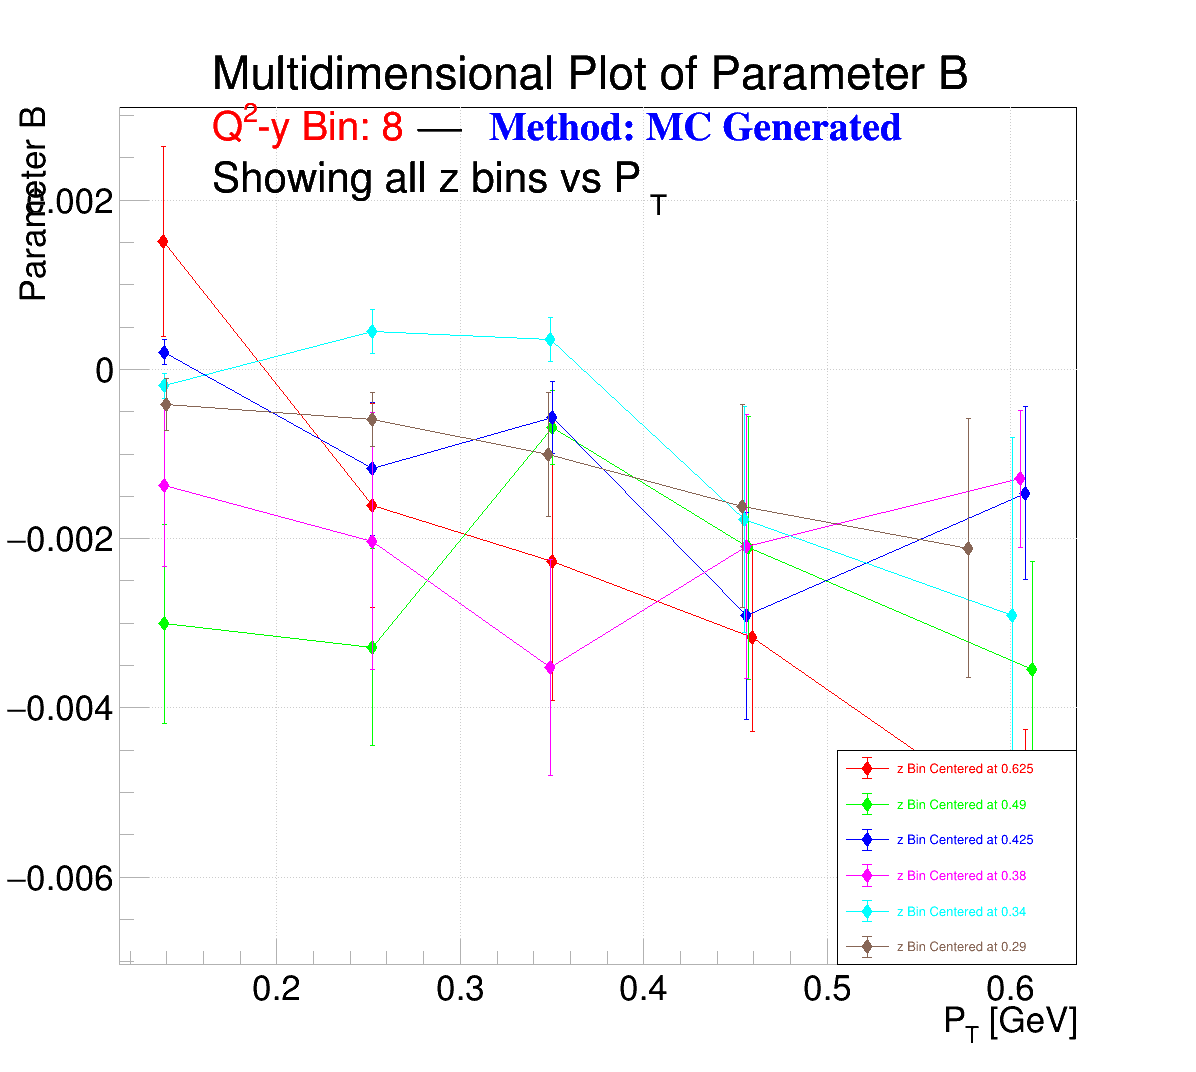 Multidimensional Plot of Parameter B
Q²-y Bin: 8 — Method: MC Generated
Showing all z bins vs P_T
Parameter B
0.002
0
−0.002
−0.004
−0.006
z Bin Centered at 0.625
z Bin Centered at 0.49
z Bin Centered at 0.425
z Bin Centered at 0.38
z Bin Centered at 0.34
z Bin Centered at 0.29
0.2 0.3 0.4 0.5 0.6
P_T [GeV]